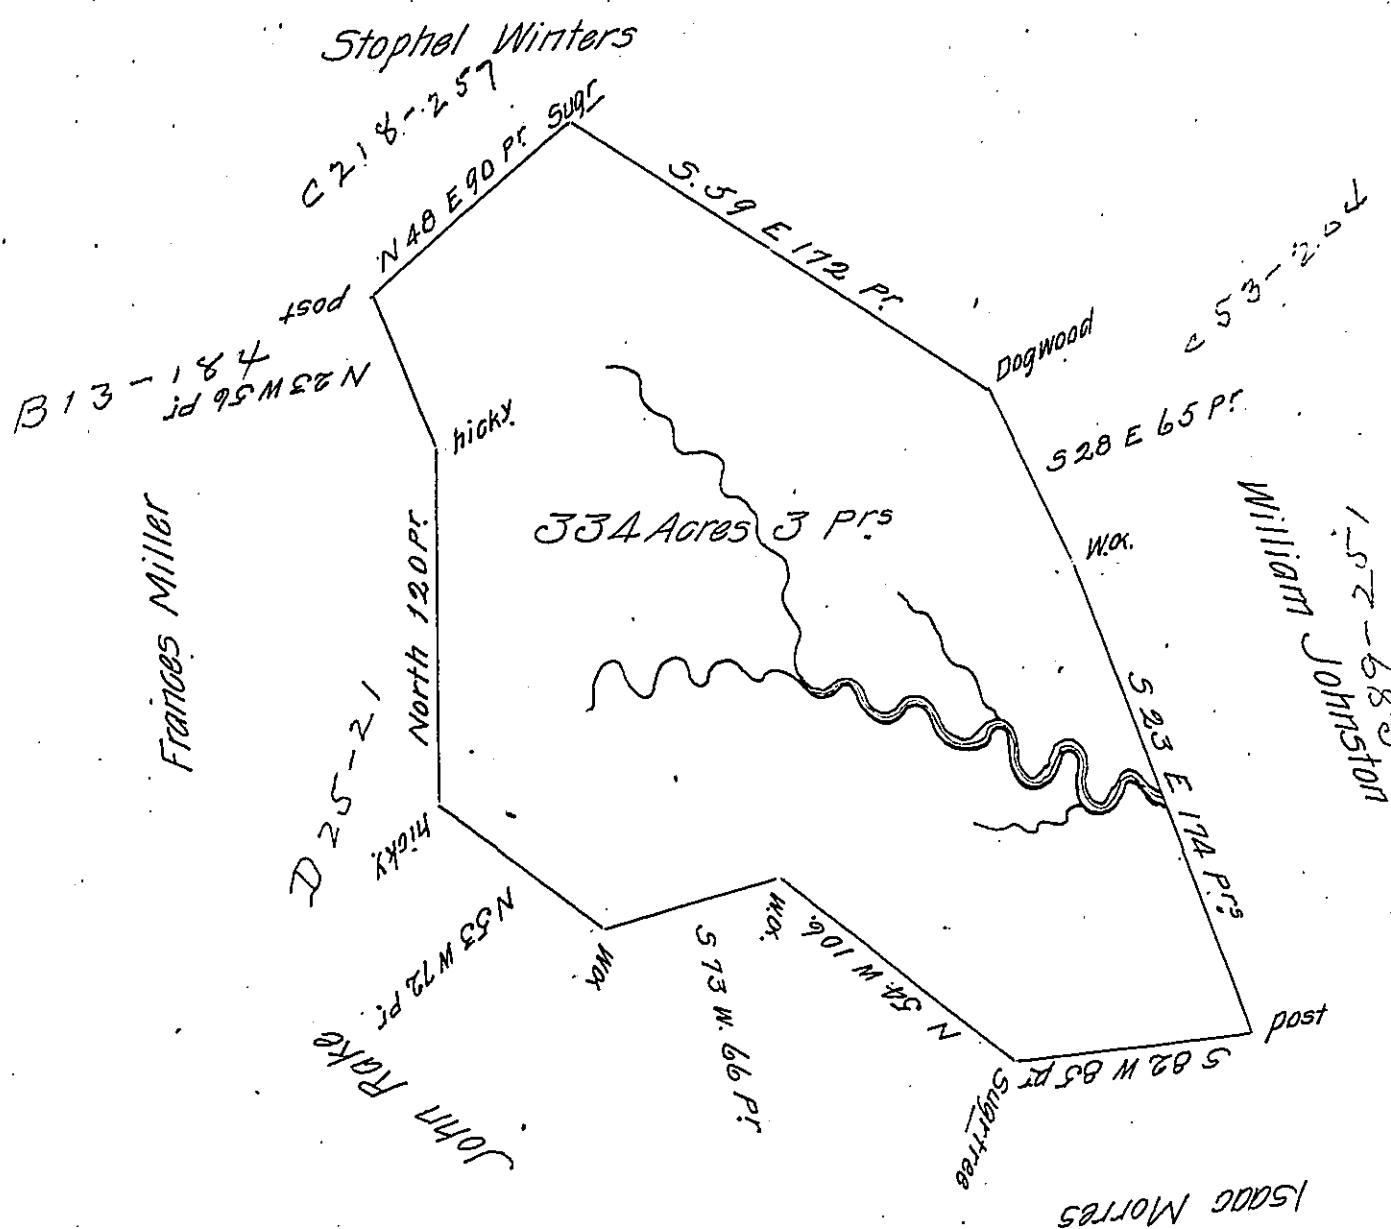 Stophel Winters
C218-257
Sugr
N 48 E 90 Pr.
S. 59 E 172 Pr.
C 53-204
post
Dogwood
B13-184
N 23 W 56 pr
hicky.
S 28 E 65 Pr.
334 Acres 3 Prs
W.o.
William Johnston
Frances Miller
North 120 Pr.
S 23 E 174 Prs
D 25-21
hicky.
N 53 W 72 pr.
W.o.
W.o.
S 73 W. 66 Pr.
N 54 W 106.
post
S 82 W 85 pr
Sugrtree
John Rake
Isaac Morres